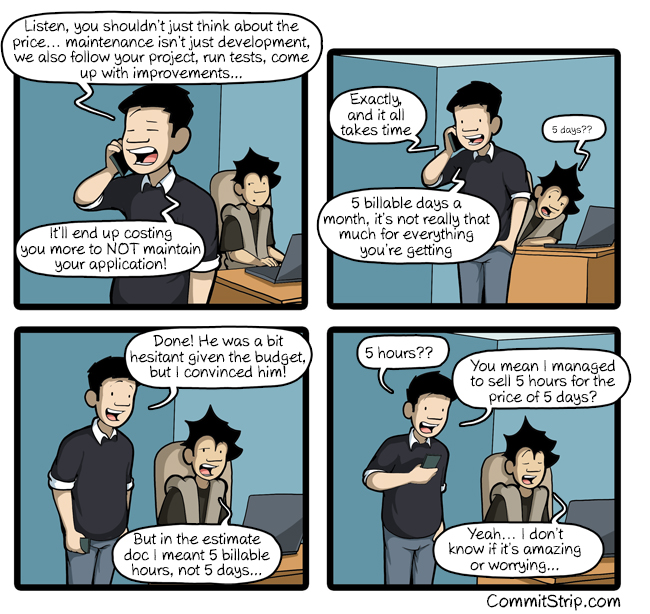 Listen, you shouldn't just think about the
price... maintenance isn't just development,
we also follow your project, run tests, come
up with improvements...
It'll end up costing
you more to NOT maintain
your application!
Exactly,
and it all
takes time
5 days??
5 billable days a
month, it's not really that
much for everything
you're getting
Done! He was a bit
hesitant given the budget,
but I convinced him!
But in the estimate
doc I meant 5 billable
hours, not 5 days...
5 hours??
You mean I managed
to sell 5 hours for the
price of 5 days?
Yeah... I don't
know if it's amazing
or worrying...
CommitStrip.com